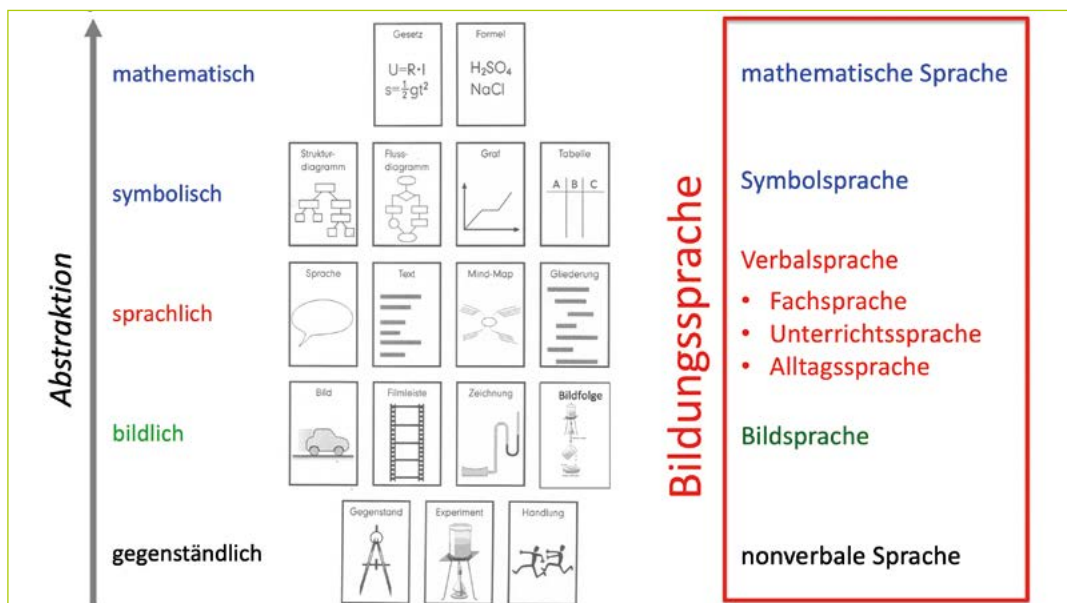 Abstraktion
mathematisch
Gesetz
U=R·I
s=½gt²
Formel
H₂SO₄
NaCl
mathematische Sprache
symbolisch
Struktur-
diagramm
Fluss-
diagramm
Graf
Tabelle
A B C
Symbolsprache
sprachlich
Sprache
Text
Mind-Map
Gliederung
Verbalsprache
• Fachsprache
• Unterrichtssprache
• Alltagssprache
bildlich
Bild
Filmleiste
Zeichnung
Bildfolge
Bildsprache
gegenständlich
Gegenstand
Experiment
Handlung
nonverbale Sprache
Bildungssprache